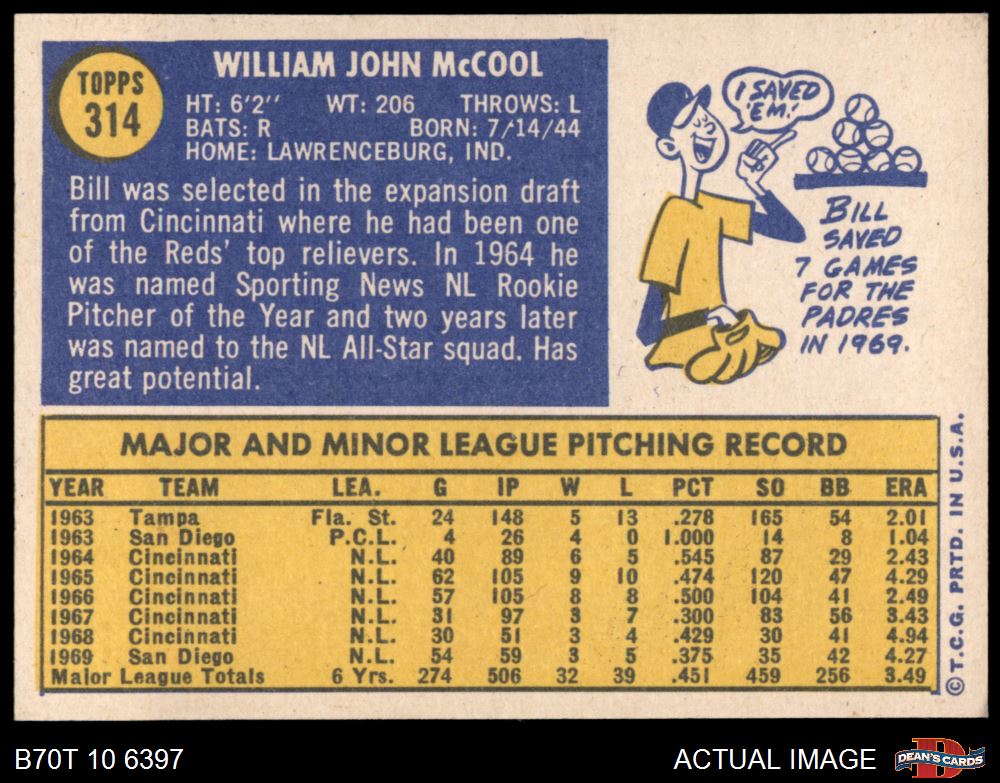 TOPPS
314
WILLIAM JOHN McCOOL
HT: 6'2" WT: 206 THROWS: L
BATS: R BORN: 7/14/44
HOME: LAWRENCEBURG, IND.
Bill was selected in the expansion draft
from Cincinnati where he had been one
of the Reds' top relievers. In 1964 he
was named Sporting News NL Rookie
Pitcher of the Year and two years later
was named to the NL All-Star squad. Has
great potential.
I SAVED
'EM!
BILL
SAVED
7 GAMES
FOR THE
PADRES
IN 1969.
MAJOR AND MINOR LEAGUE PITCHING RECORD
YEAR TEAM LEA. G IP W L PCT SO BB ERA
1963 Tampa Fla. St. 24 148 5 13 .278 165 54 2.01
1963 San Diego P.C.L. 4 26 4 0 1.000 14 8 1.04
1964 Cincinnati N.L. 40 89 6 5 .545 87 29 2.43
1965 Cincinnati N.L. 62 105 9 10 .474 120 47 4.29
1966 Cincinnati N.L. 57 105 8 8 .500 104 41 2.49
1967 Cincinnati N.L. 31 97 3 7 .300 83 56 3.43
1968 Cincinnati N.L. 30 51 3 4 .429 30 41 4.94
1969 San Diego N.L. 54 59 3 5 .375 35 42 4.27
Major League Totals 6 Yrs. 274 506 32 39 .451 459 256 3.49
© T.C.G. PRTD. IN U.S.A.
B70T 10 6397
ACTUAL IMAGE
D
DEAN'S CARDS